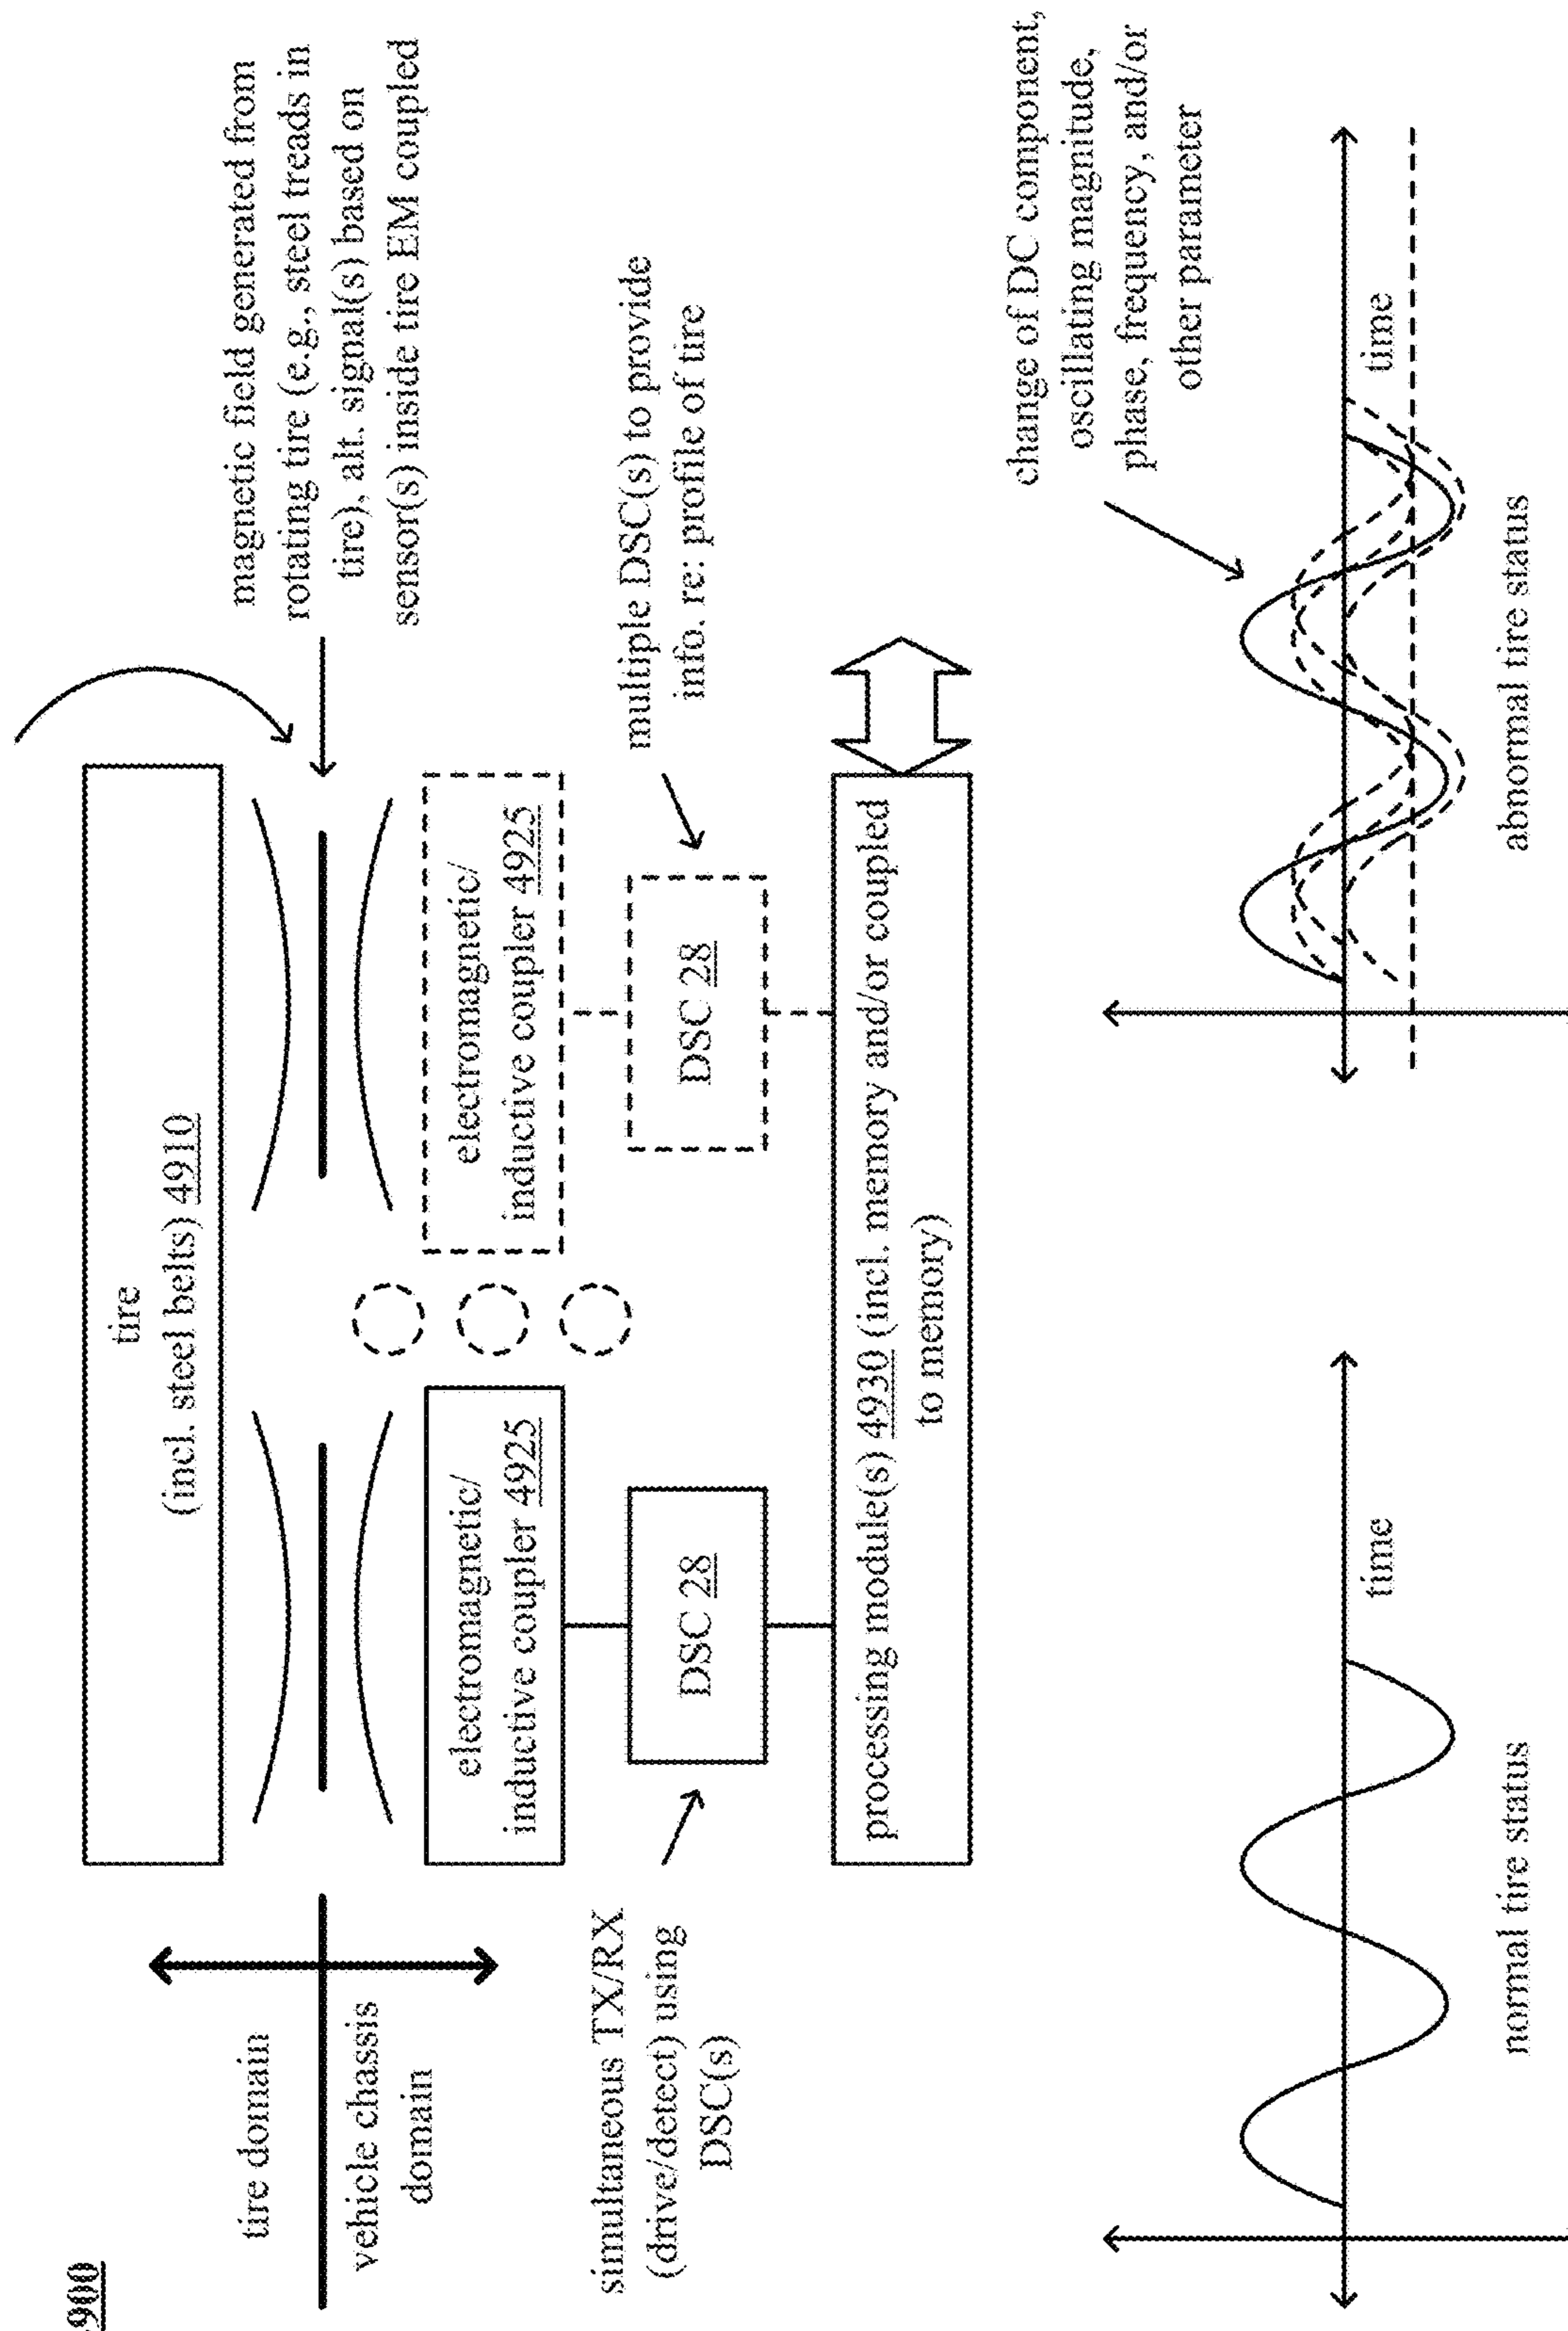 900
tire domain
vehicle chassis
domain
tire
(incl. steel belts) 4910
magnetic field generated from
rotating tire (e.g., steel treads in
tire), alt. signal(s) based on
sensor(s) inside tire EM coupled
electromagnetic/
inductive coupler 4925
electromagnetic/
inductive coupler 4925
simultaneous TX/RX
(drive/detect) using
DSC(s)
DSC 28
DSC 28
multiple DSC(s) to provide
info. re: profile of tire
processing module(s) 4930 (incl. memory and/or coupled
to memory)
time
normal tire status
change of DC component,
oscillating magnitude,
phase, frequency, and/or
other parameter
time
abnormal tire status